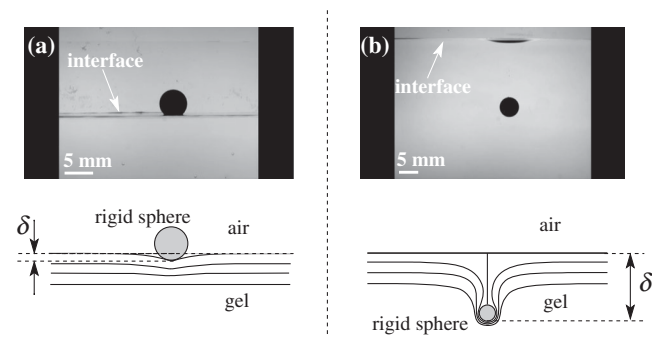 (a)
interface
5 mm
(b)
interface
5 mm
rigid sphere
air
δ
gel
air
δ
gel
rigid sphere